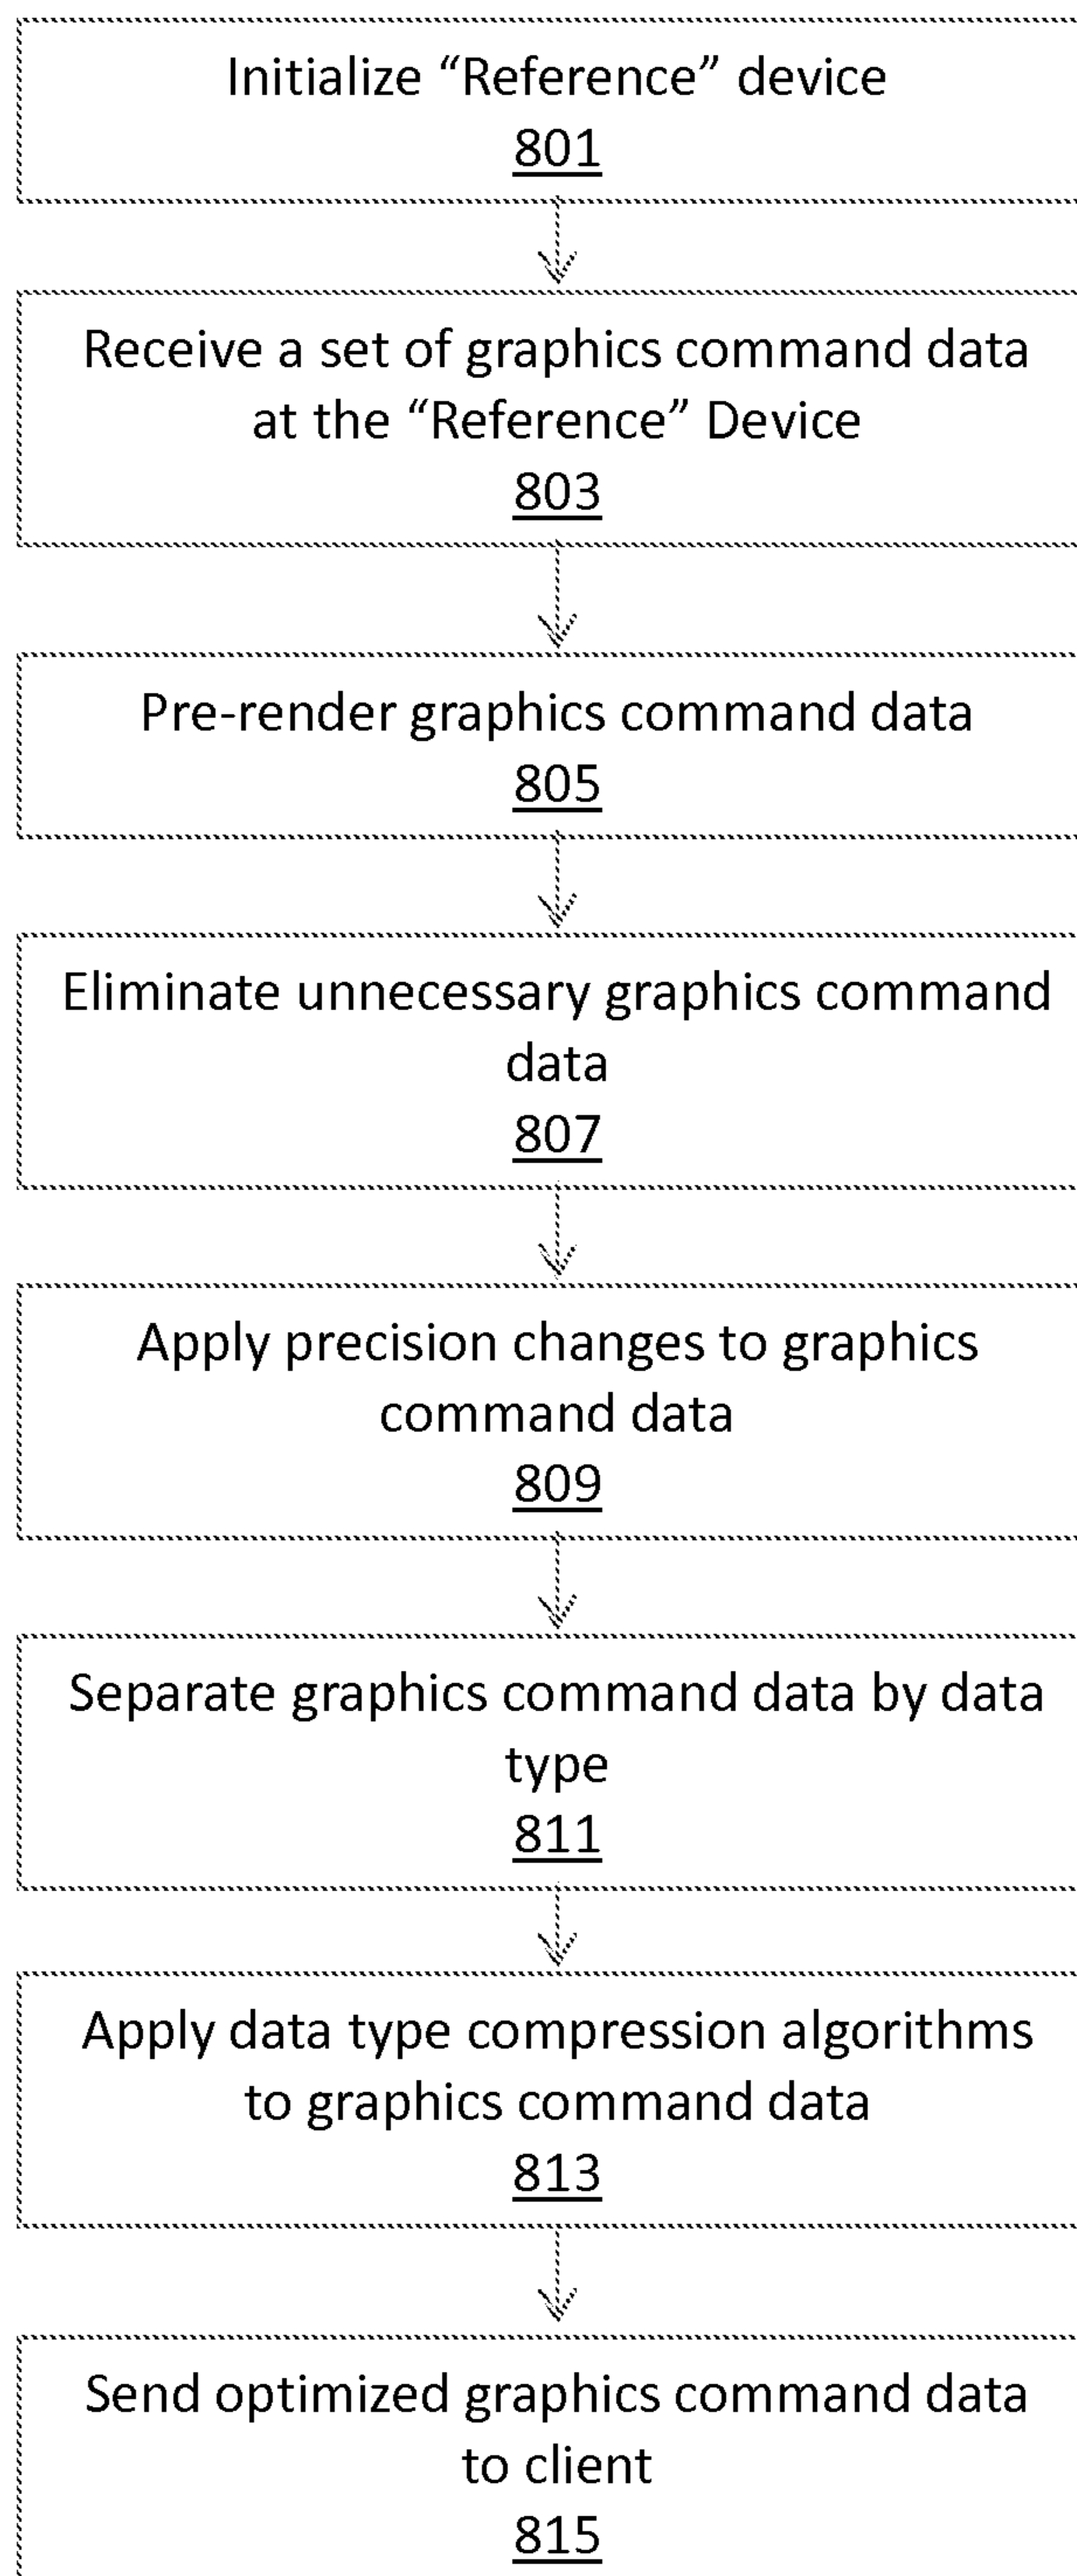 Initialize “Reference” device
801
Receive a set of graphics command data
at the “Reference” Device
803
Pre-render graphics command data
805
Eliminate unnecessary graphics command
data
807
Apply precision changes to graphics
command data
809
Separate graphics command data by data
type
811
Apply data type compression algorithms
to graphics command data
813
Send optimized graphics command data
to client
815